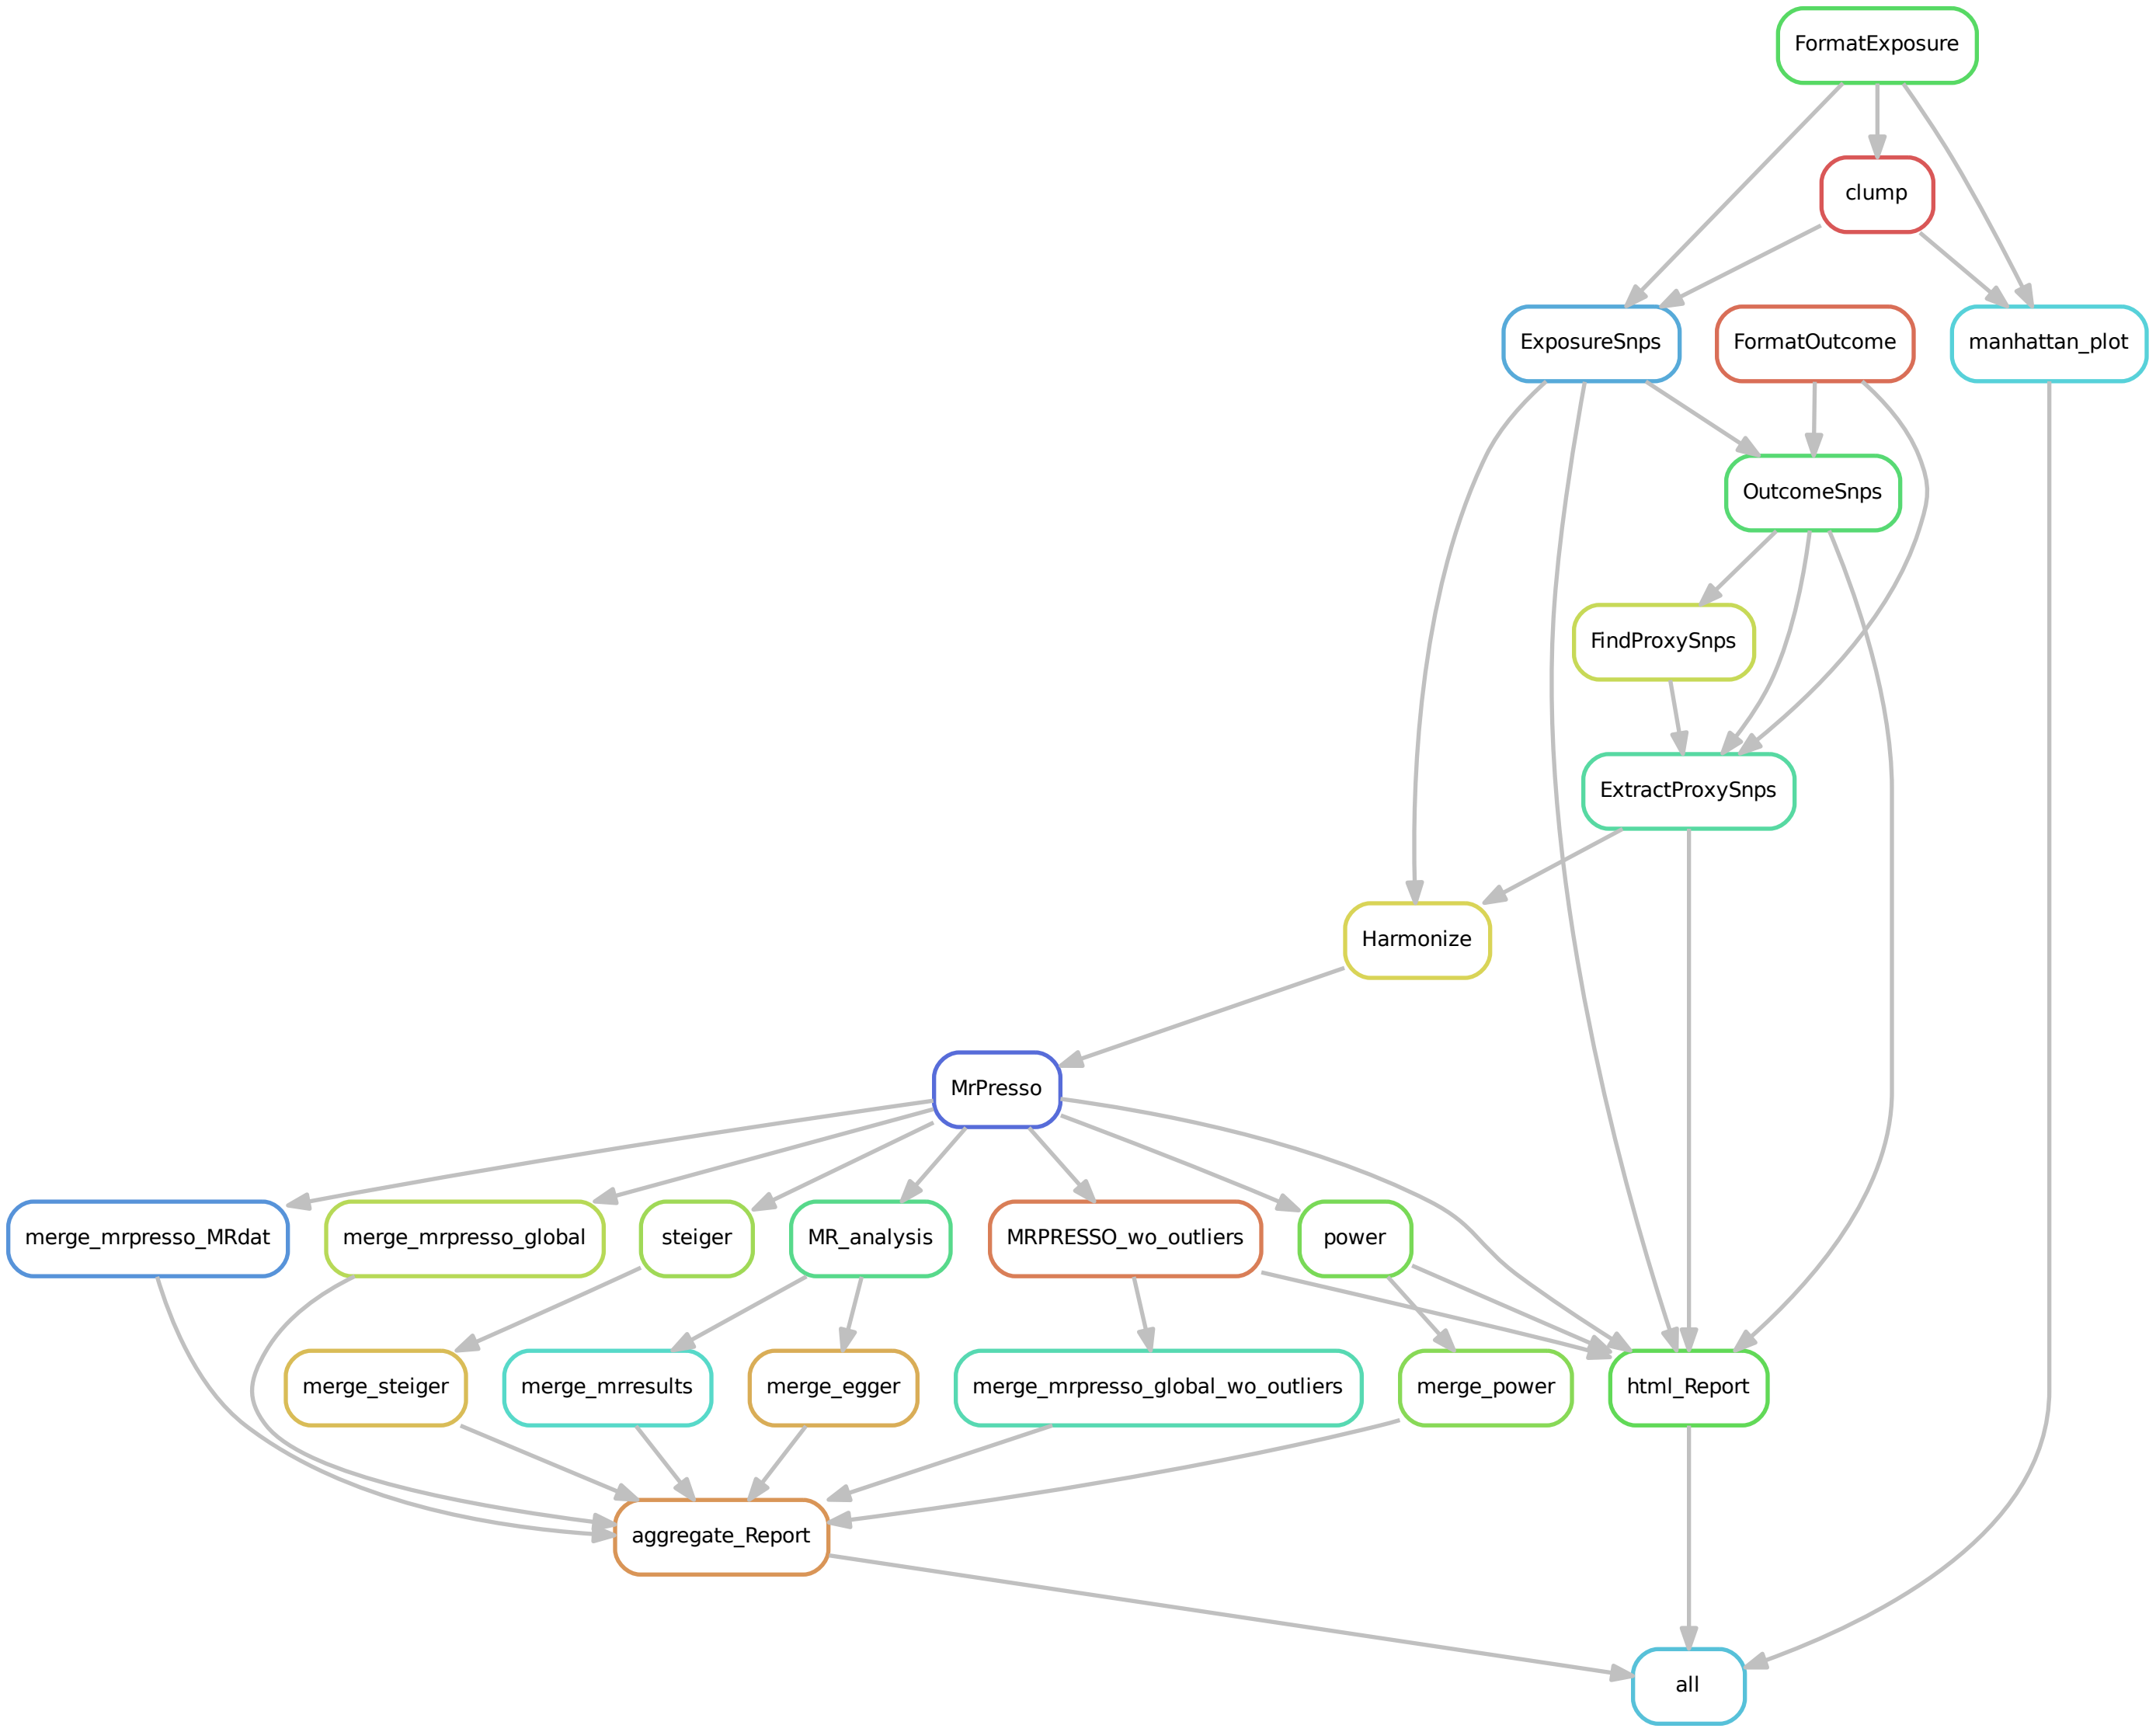 FormatExposure
clump
ExposureSnps
FormatOutcome
manhattan_plot
OutcomeSnps
FindProxySnps
ExtractProxySnps
Harmonize
MrPresso
merge_mrpresso_MRdat
merge_mrpresso_global
steiger
MR_analysis
MRPRESSO_wo_outliers
power
merge_steiger
merge_mrresults
merge_egger
merge_mrpresso_global_wo_outliers
merge_power
html_Report
aggregate_Report
all